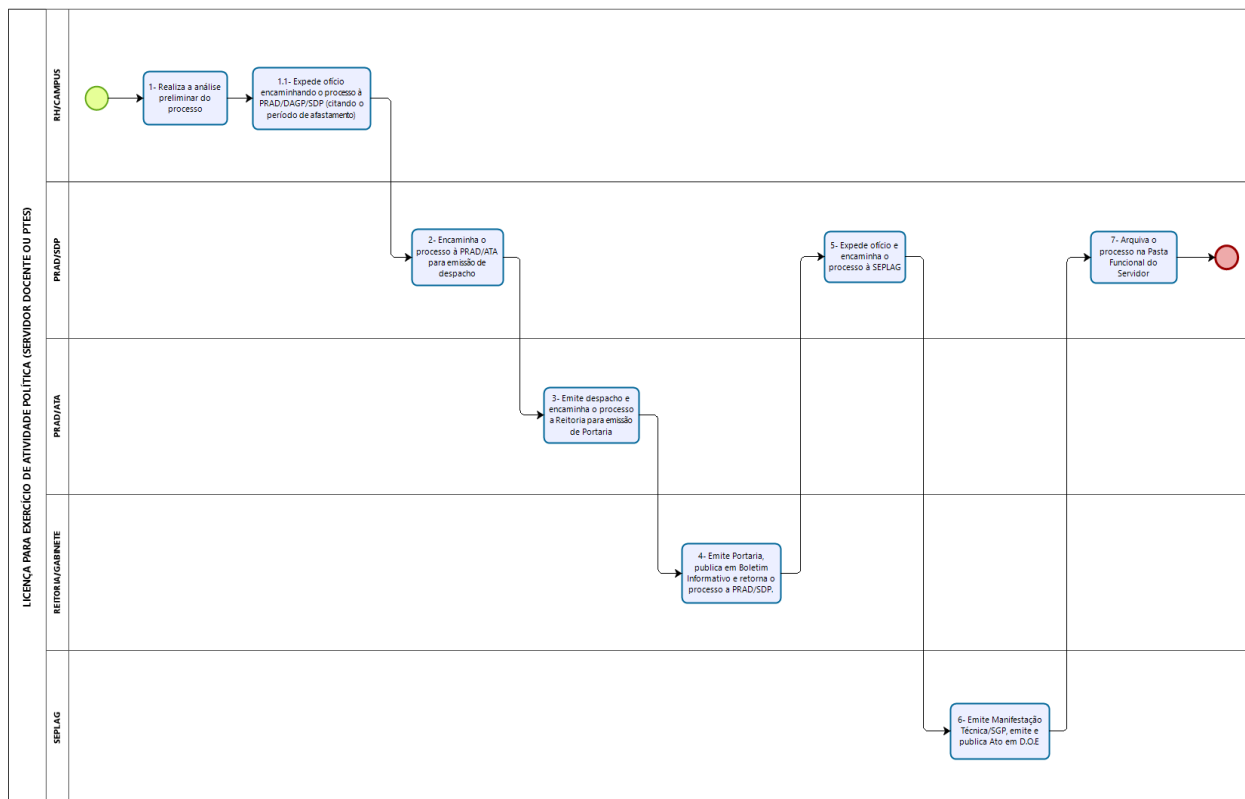 LICENÇA PARA EXERCÍCIO DE ATIVIDADE POLÍTICA (SERVIDOR DOCENTE OU PTES)
RH/CAMPUS
1- Realiza a análise
preliminar do
processo
1.1- Expede ofício
encaminhando o processo à
PRAD/DAGP/SDP (citando o
período de afastamento)
PRAD/SDP
2- Encaminha o
processo à PRAD/ATA
para emissão de
despacho
5- Expede ofício e
encaminha o
processo à SEPLAG
7- Arquiva o
processo na Pasta
Funcional do
Servidor
PRAD/ATA
3- Emite despacho e
encaminha o processo
a Reitoria para emissão
de Portaria
REITORIA/GABINETE
4- Emite Portaria,
publica em Boletim
Informativo e retorna o
processo a PRAD/SDP.
SEPLAG
6- Emite Manifestação
Técnica/SGP, emite e
publica Ato em D.O.E